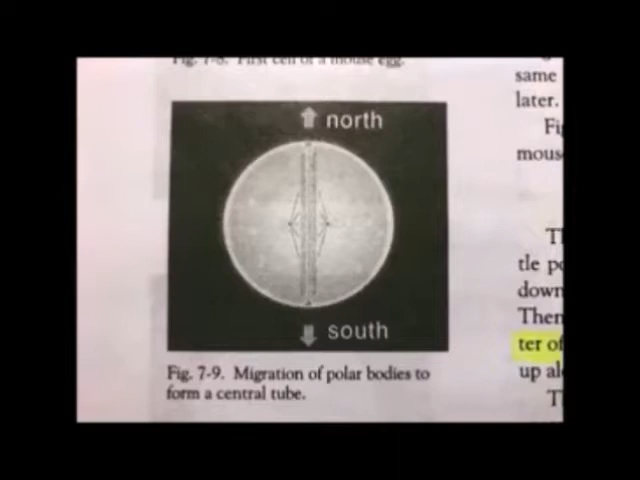 Fig. 7-8. First cell of a mouse egg.
north
south
Fig. 7-9. Migration of polar bodies to
form a central tube.
same
later.
Fi
mous
T
tle po
down
Then
ter of
up al
T